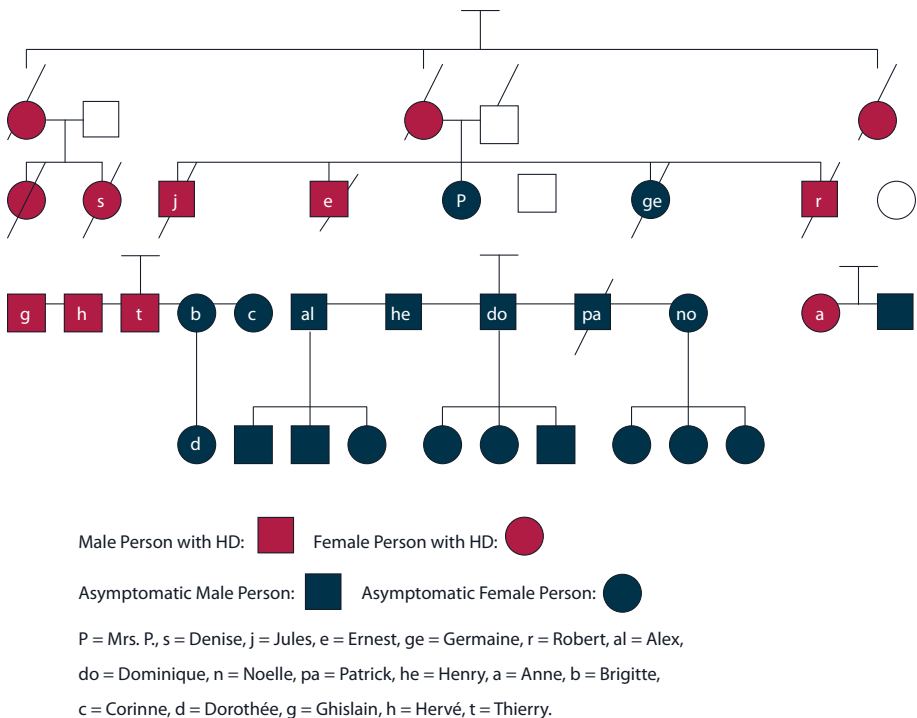 s j e P ge r
g h t b c al he do pa no a
d
Male Person with HD: Female Person with HD:
Asymptomatic Male Person: Asymptomatic Female Person:
P = Mrs. P., s = Denise, j = Jules, e = Ernest, ge = Germaine, r = Robert, al = Alex,
do = Dominique, n = Noelle, pa = Patrick, he = Henry, a = Anne, b = Brigitte,
c = Corinne, d = Dorothée, g = Ghislain, h = Hervé, t = Thierry.